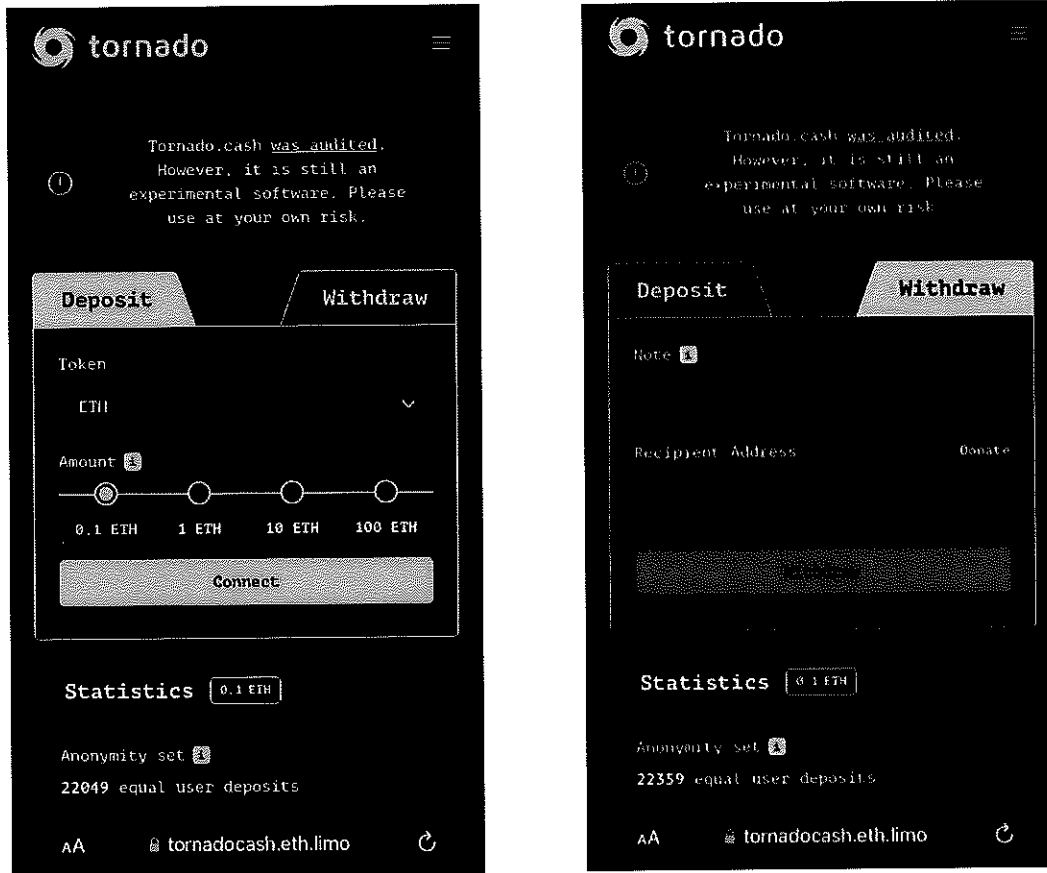 tornado
Tornado.cash was audited.
However, it is still an
experimental software. Please
use at your own risk.
Deposit
Withdraw
Token
ETH
Amount i
0.1 ETH 1 ETH 10 ETH 100 ETH
Connect
Statistics 0.1 ETH
Anonymity set i
22049 equal user deposits
AA tornadocash.eth.limo
tornado
Tornado.cash was audited.
However, it is still an
experimental software. Please
use at your own risk
Deposit
Withdraw
Note i
Recipient Address Donate
Statistics 0.1 ETH
Anonymity set i
22359 equal user deposits
AA tornadocash.eth.limo